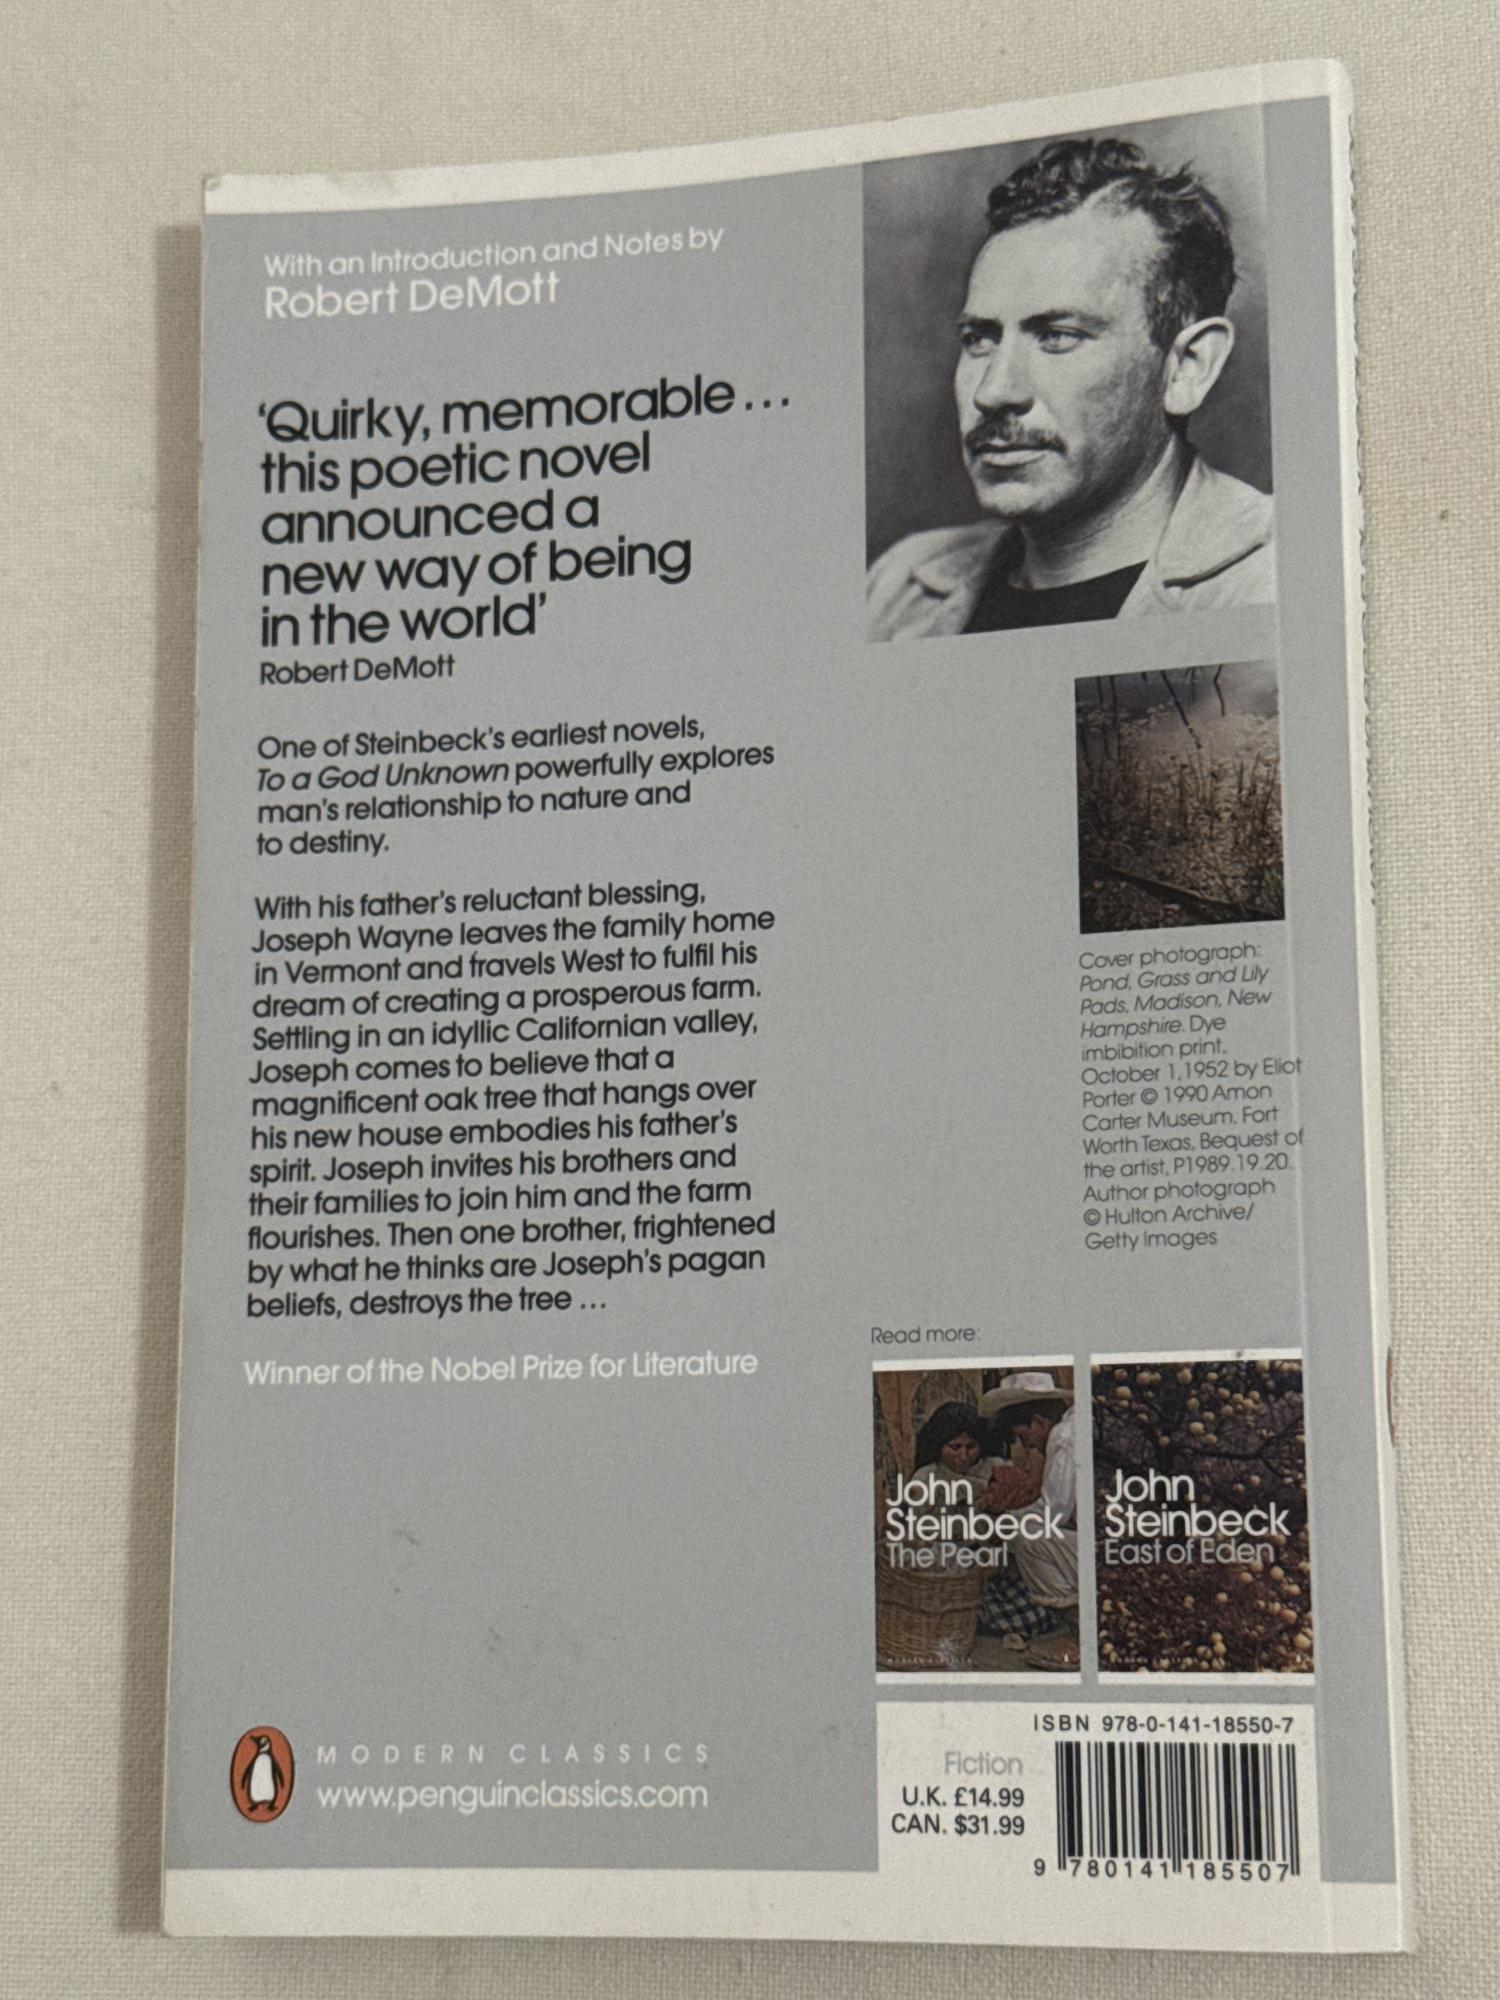 With an Introduction and Notes by
Robert DeMott
‘Quirky, memorable ...
this poetic novel
announced a
new way of being
in the world’
Robert DeMott
One of Steinbeck's earliest novels,
To a God Unknown powerfully explores
man's relationship to nature and
to destiny.
With his father's reluctant blessing,
Joseph Wayne leaves the family home
in Vermont and travels West to fulfil his
dream of creating a prosperous farm.
Settling in an idyllic Californian valley,
Joseph comes to believe that a
magnificent oak tree that hangs over
his new house embodies his father's
spirit. Joseph invites his brothers and
their families to join him and the farm
flourishes. Then one brother, frightened
by what he thinks are Joseph's pagan
beliefs, destroys the tree ...
Winner of the Nobel Prize for Literature
Cover photograph:
Pond, Grass and Lily
Pads, Madison, New
Hampshire. Dye
imbibition print,
October 1, 1952 by Eliot
Porter © 1990 Amon
Carter Museum, Fort
Worth Texas, Bequest of
the artist, P1989.19.20.
Author photograph
© Hulton Archive/
Getty Images
Read more:
John
Steinbeck
The Pearl
John
Steinbeck
East of Eden
MODERN CLASSICS
www.penguinclassics.com
ISBN 978-0-141-18550-7
Fiction
U.K. £14.99
CAN. $31.99
9 780141 185507